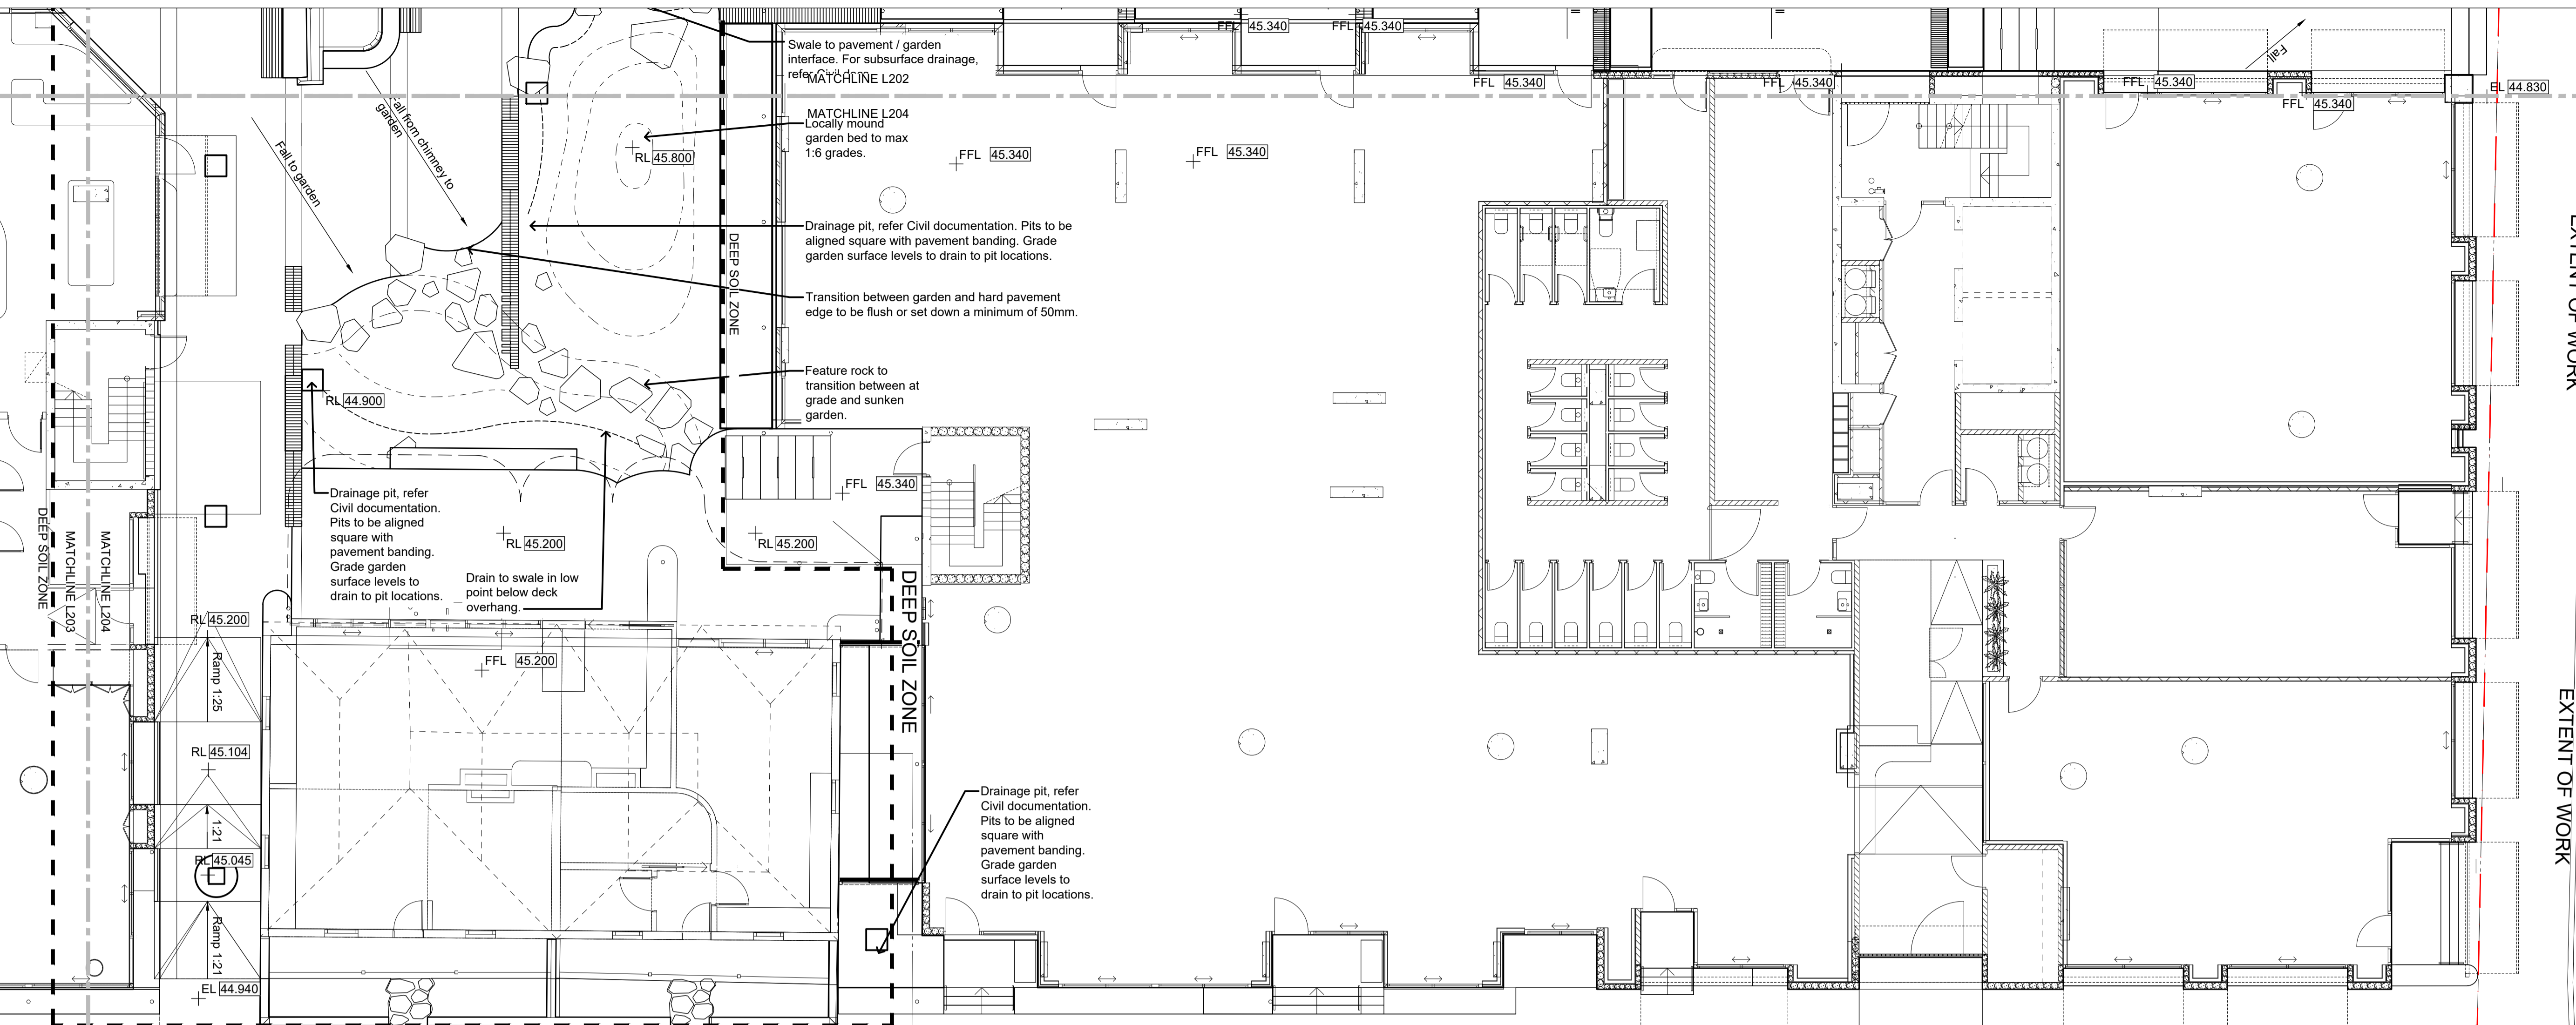 Swale to pavement / garden
interface. For subsurface drainage,
refer Civil
MATCHLINE L202
MATCHLINE L204
Locally mound
garden bed to max
1:6 grades.
FFL 45.340
FFL 45.340
FFL 45.340
FFL 45.340
FFL 45.340
FFL 45.340
Fall
EL 44.830
Fall from chimney to
garden
Fall to garden
RL 45.800
FFL 45.340
FFL 45.340
Drainage pit, refer Civil documentation. Pits to be
aligned square with pavement banding. Grade
garden surface levels to drain to pit locations.
DEEP SOIL ZONE
Transition between garden and hard pavement
edge to be flush or set down a minimum of 50mm.
Feature rock to
transition between at
grade and sunken
garden.
RL 44.900
EXTENT OF WORK
FFL 45.340
Drainage pit, refer
Civil documentation.
Pits to be aligned
square with
pavement banding.
Grade garden
surface levels to
drain to pit locations.
RL 45.200
RL 45.200
Drain to swale in low
point below deck
overhang.
DEEP SOIL ZONE
MATCHLINE L203
MATCHLINE L204
DEEP SOIL ZONE
RL 45.200
FFL 45.200
Ramp 1:25
RL 45.104
1:21
RL 45.045
Ramp 1:21
EL 44.940
Drainage pit, refer
Civil documentation.
Pits to be aligned
square with
pavement banding.
Grade garden
surface levels to
drain to pit locations.
EXTENT OF WORK